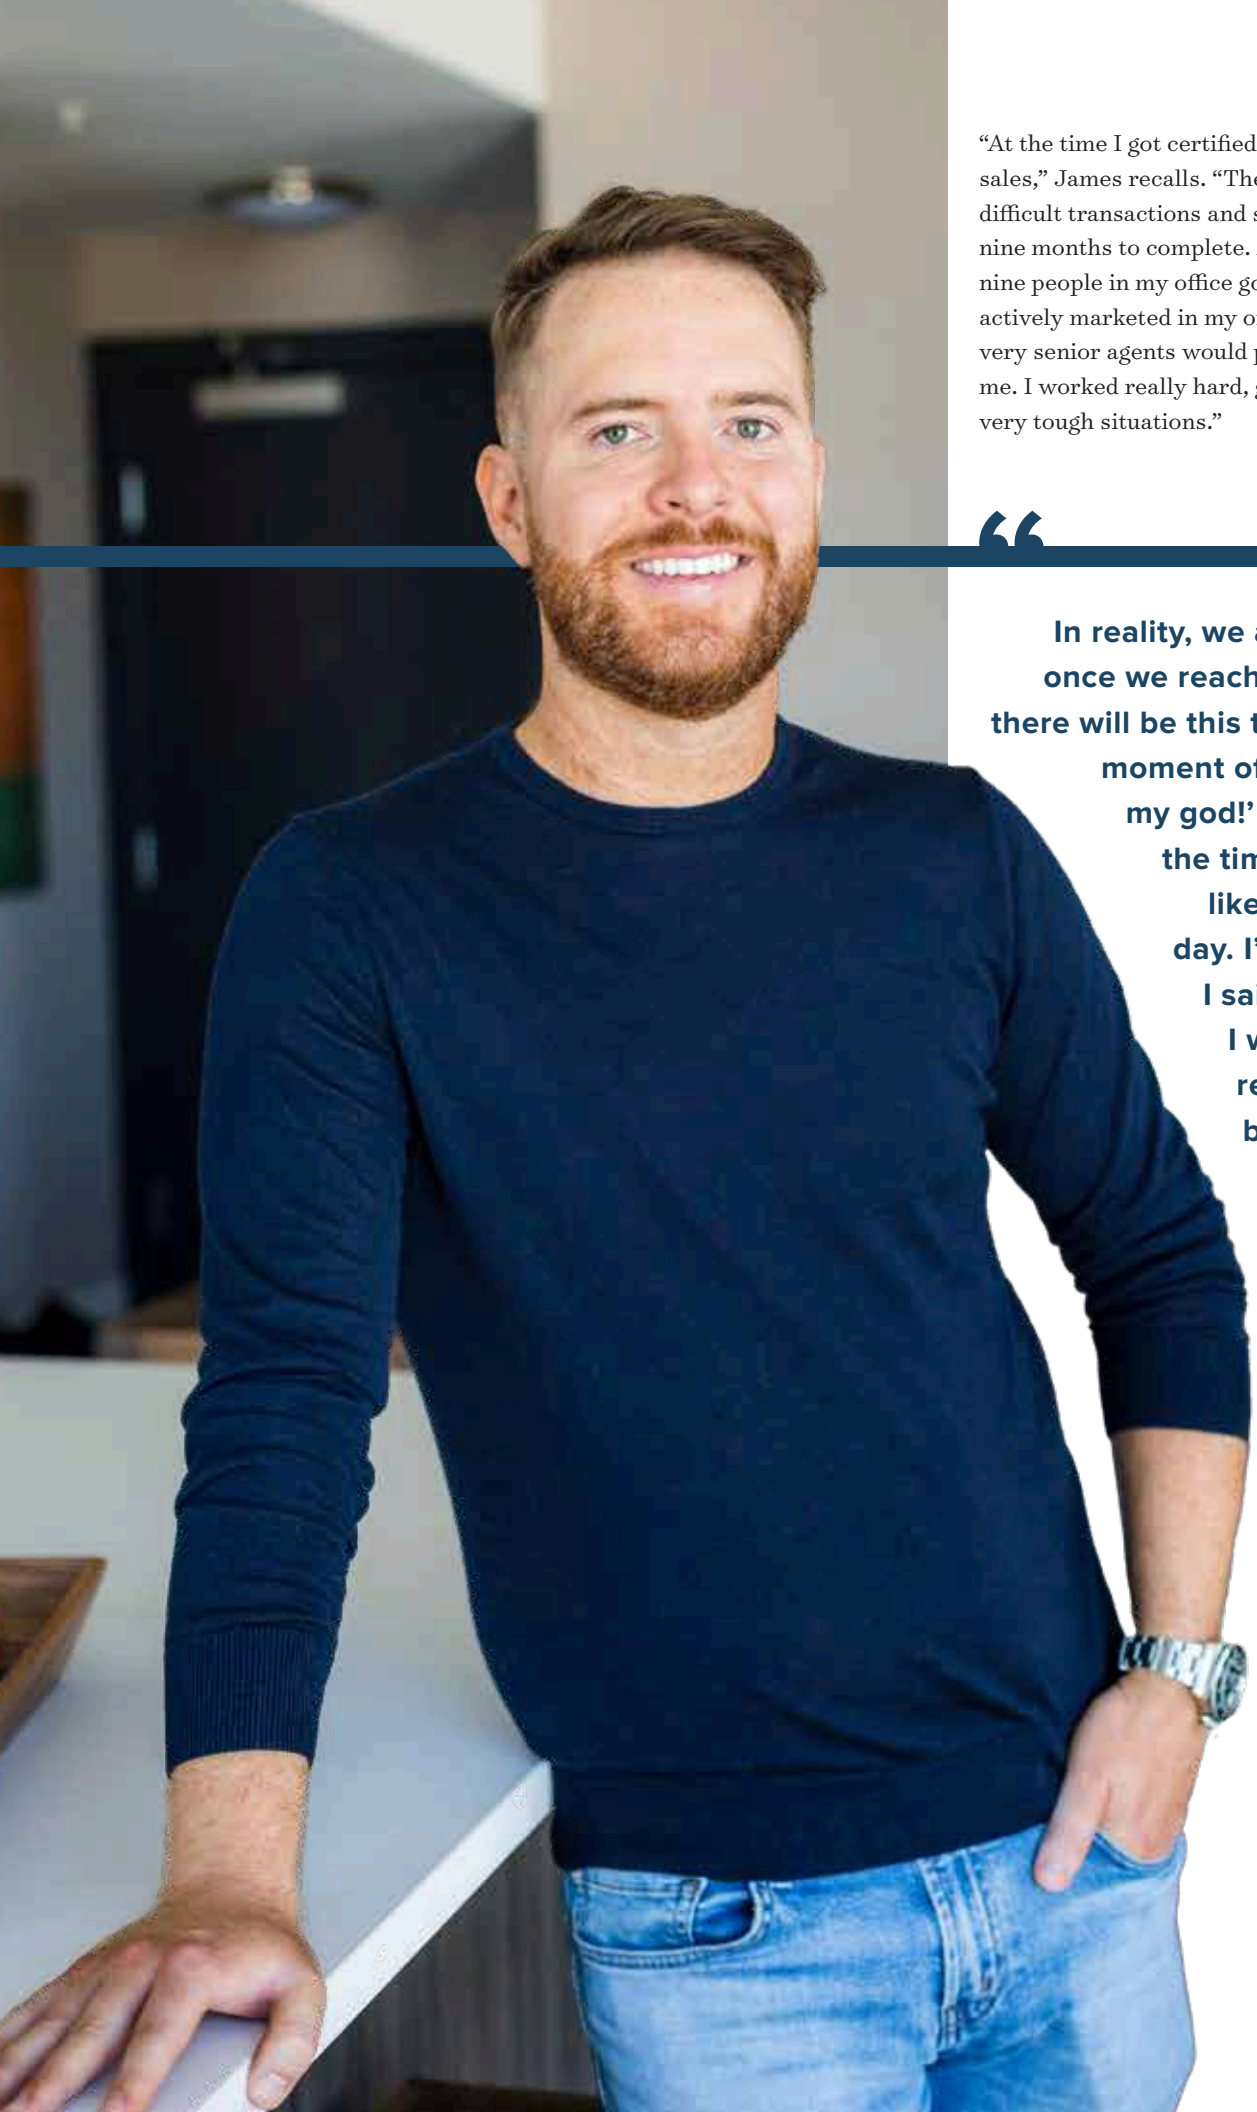 “At the time I got certified
sales,” James recalls. “The
difficult transactions and
nine months to complete.
nine people in my office
actively marketed in my
very senior agents would
me. I worked really hard,
very tough situations.”
“
In reality, we
once we reach
there will be this
moment of
my god!’
the
like
day.
I
I